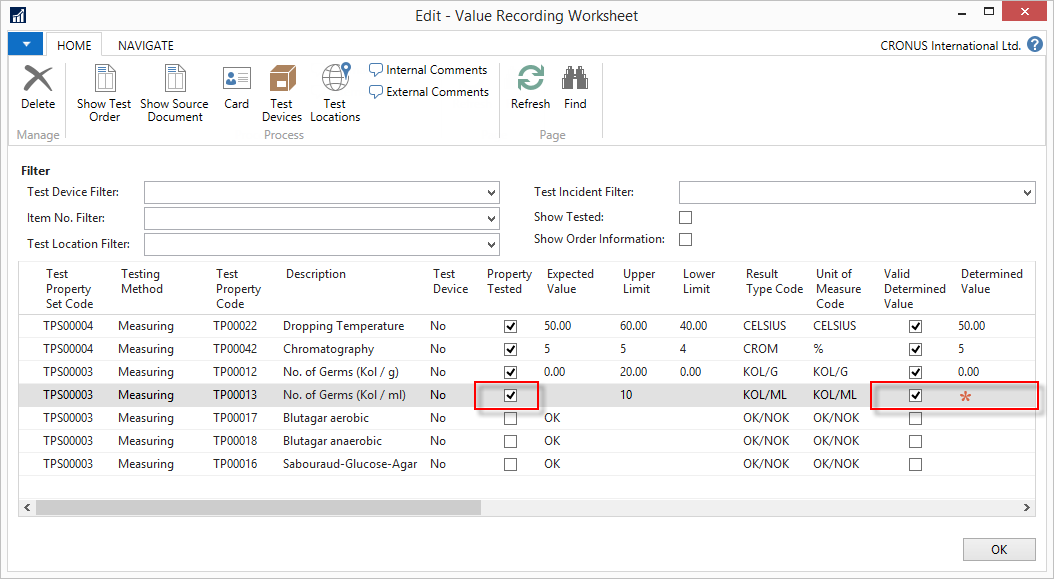 Edit - Value Recording Worksheet
HOME NAVIGATE CRONUS International Ltd. ?
Delete
Show Test Order
Show Source Document
Card
Test Devices
Test Locations
Internal Comments
External Comments
Refresh
Find
Manage Process Page
Filter
Test Device Filter: Test Incident Filter:
Item No. Filter: Show Tested:
Test Location Filter: Show Order Information:
Test Property Set Code Testing Method Test Property Code Description Test Device Property Tested Expected Value Upper Limit Lower Limit Result Type Code Unit of Measure Code Valid Determined Value Determined Value
TPS00004 Measuring TP00022 Dropping Temperature No 50.00 60.00 40.00 CELSIUS CELSIUS 50.00
TPS00004 Measuring TP00042 Chromatography No 5 5 4 CROM % 5
TPS00003 Measuring TP00012 No. of Germs (Kol / g) No 0.00 20.00 0.00 KOL/G KOL/G 0.00
TPS00003 Measuring TP00013 No. of Germs (Kol / ml) No 10 KOL/ML KOL/ML *
TPS00003 Measuring TP00017 Blutagar aerobic No OK OK/NOK OK/NOK
TPS00003 Measuring TP00018 Blutagar anaerobic No OK OK/NOK OK/NOK
TPS00003 Measuring TP00016 Sabouraud-Glucose-Agar No OK OK/NOK OK/NOK
OK